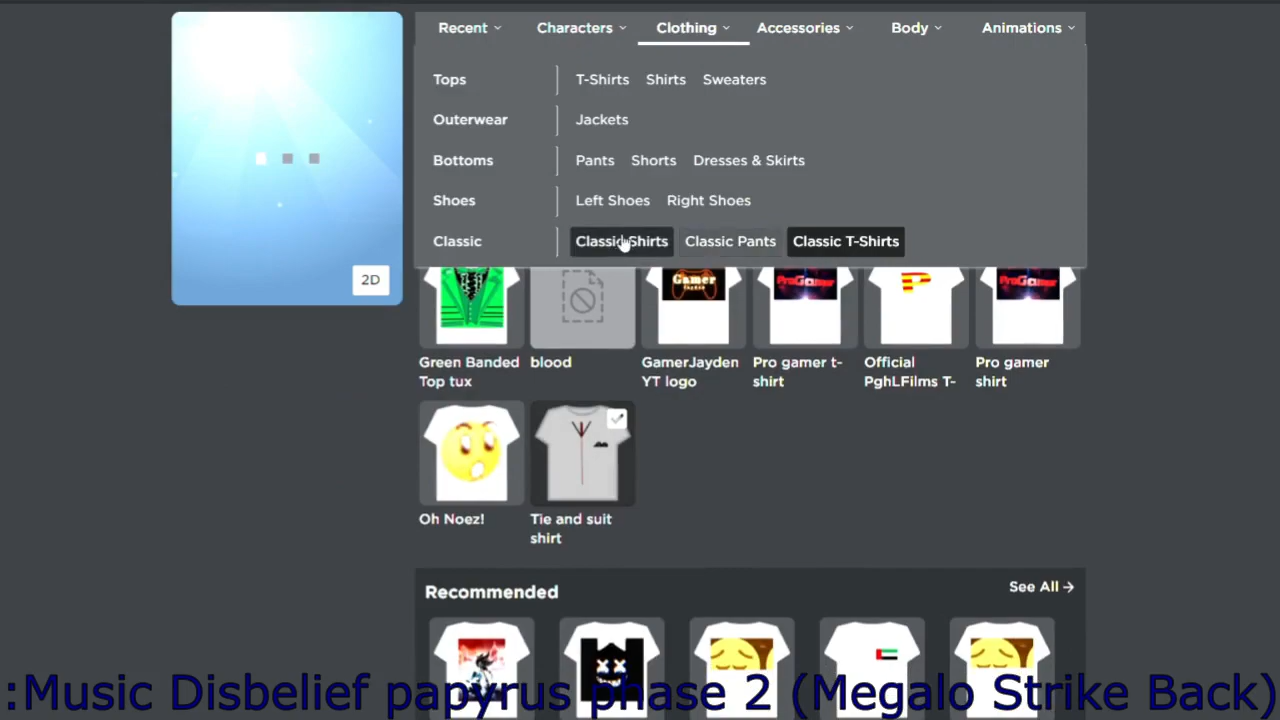 Recent Characters Clothing Accessories Body Animations
Tops T-Shirts Shirts Sweaters
Outerwear Jackets
Bottoms Pants Shorts Dresses & Skirts
Shoes Left Shoes Right Shoes
Classic Classic Shirts Classic Pants Classic T-Shirts
2D
Gamer ProGamer ProGamer
Green Banded Top tux
blood
GamerJayden YT logo
Pro gamer t-shirt
Official PghLFilms T-
Pro gamer shirt
Oh Noez!
Tie and suit shirt
Recommended See All →
:Music Disbelief papyrus phase 2 (Megalo Strike Back)